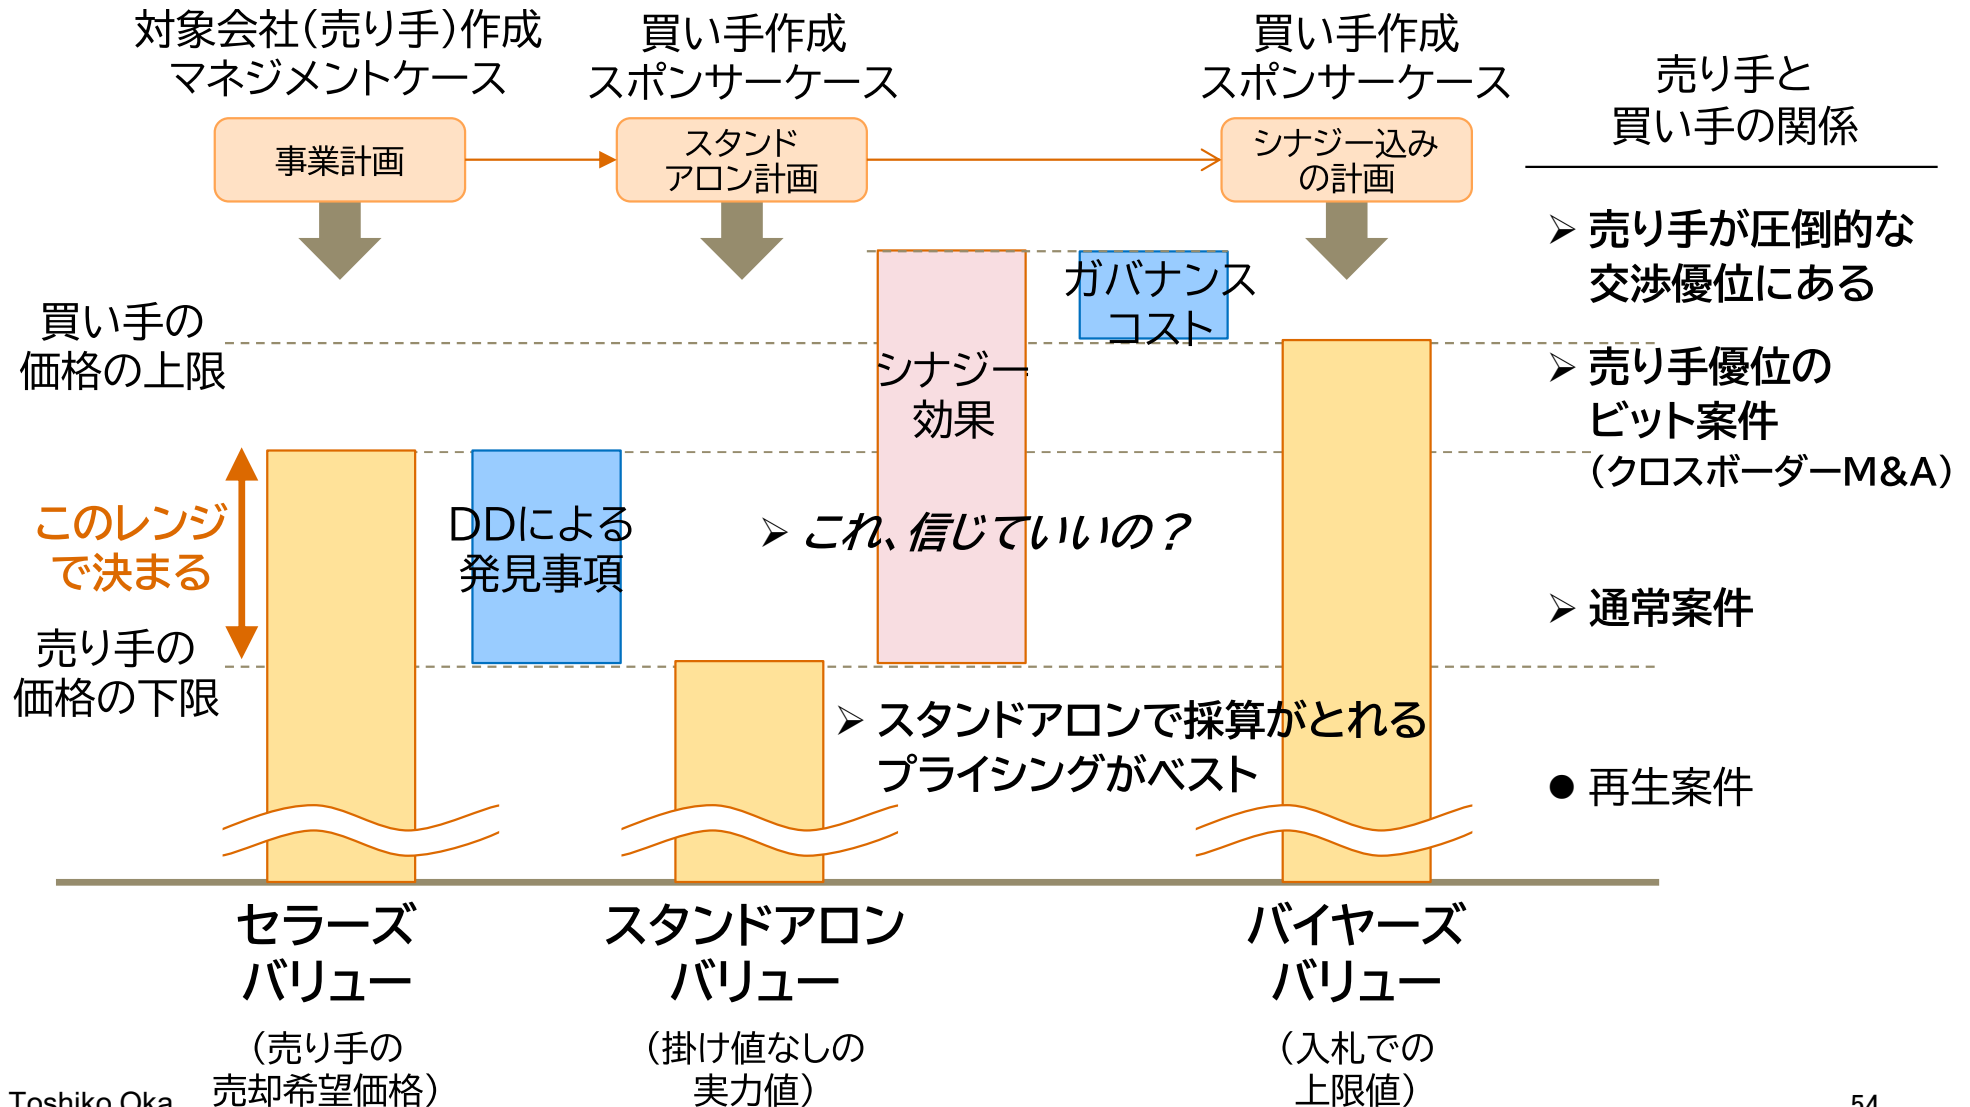 対象会社（売り手）作成
マネジメントケース
買い手作成
スポンサーケース
買い手作成
スポンサーケース
売り手と
買い手の関係
事業計画
スタンド
アロン計画
シナジー込み
の計画
➢ 売り手が圧倒的な
交渉優位にある
ガバナンス
コスト
買い手の
価格の上限
シナジー
効果
➢ 売り手優位の
ビット案件
（クロスボーダーM&A）
このレンジ
で決まる
DDによる
発見事項
➢ これ、信じていいの？
➢ 通常案件
売り手の
価格の下限
➢ スタンドアロンで採算がとれる
プライシングがベスト
● 再生案件
セラーズ
バリュー
（売り手の
売却希望価格）
スタンドアロン
バリュー
（掛け値なしの
実力値）
バイヤーズ
バリュー
（入札での
上限値）
Toshiko Oka
54